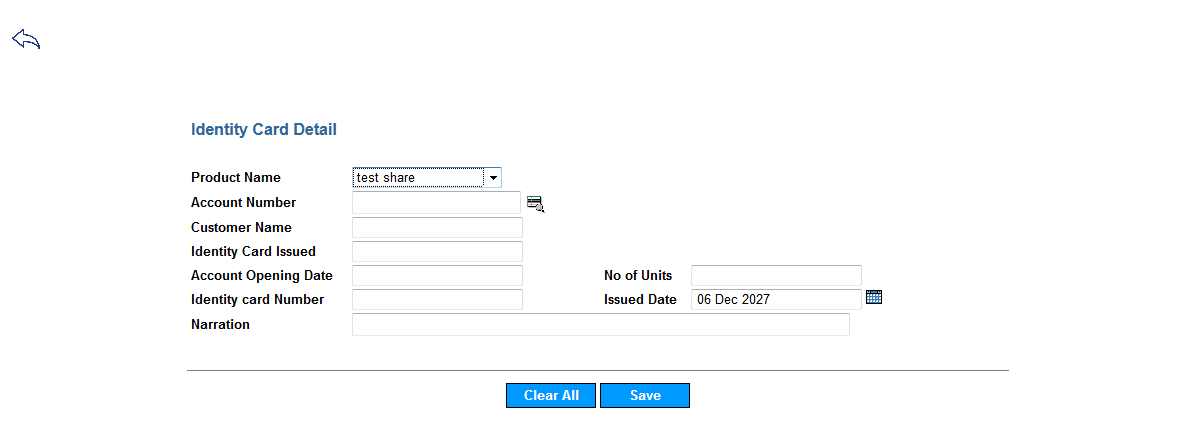 Identity Card Detail
Product Name test share
Account Number
Customer Name
Identity Card Issued
Account Opening Date No of Units
Identity card Number Issued Date 06 Dec 2027
Narration
Clear All Save